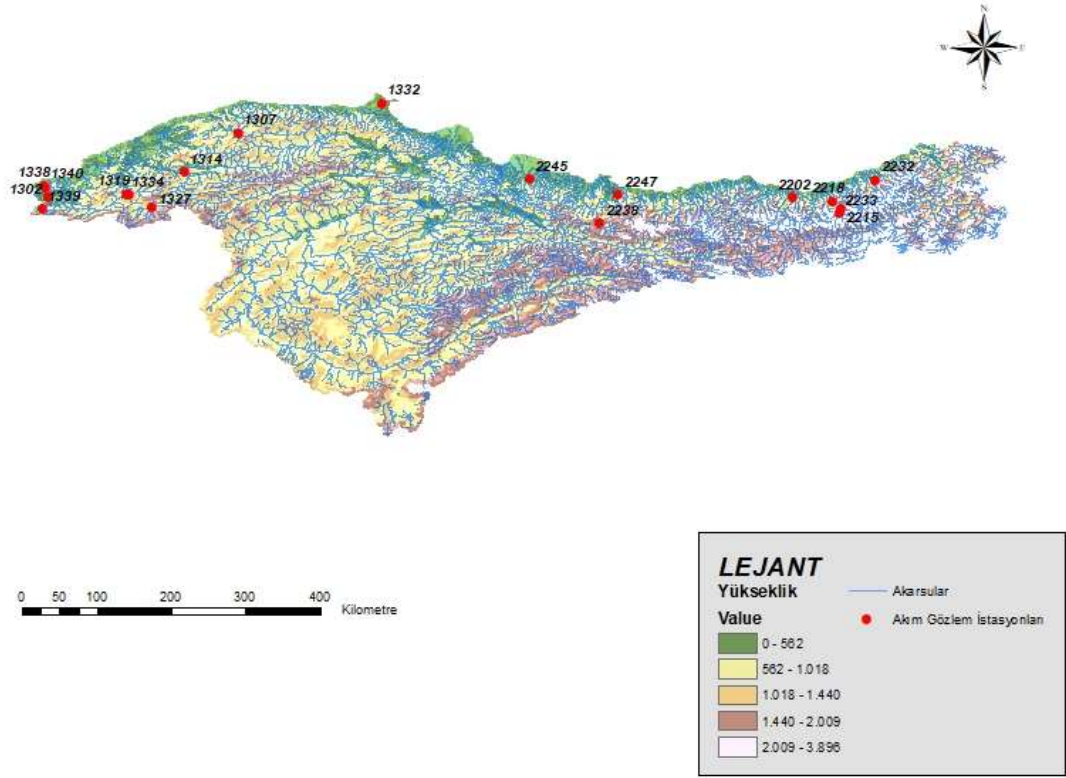 N
W
E
S
1332
1307
1314
1338
1340
1302
1339
1319
1334
1327
2245
2247
2238
2202
2218
2232
2233
2215
0 50 100 200 300 400
Kilometre
LEJANT
Yükseklik
Value
0 - 562
562 - 1.018
1.018 - 1.440
1.440 - 2.009
2.009 - 3.896
Akarsular
Akım Gözlem İstasyonları